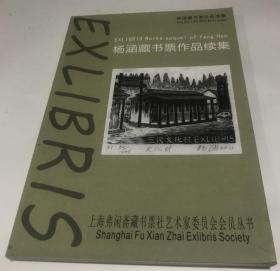 EXLIBRIS
EXLIBRIS Works sequel of Yang Han
杨涵藏书票作品续集
三民文化村 EXLIBRIS
上海弗闲斋藏书票社艺术家委员会会员丛书
Shanghai Fu Xian Zhai Exlibris Society